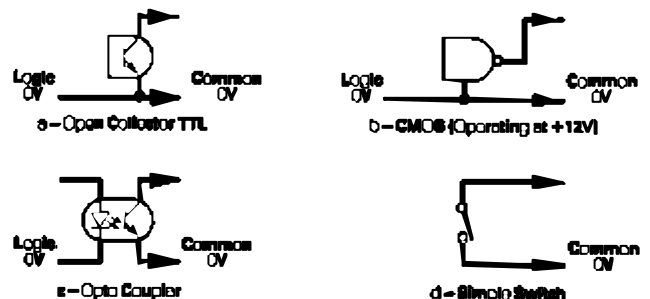 Logic
0V
Common
0V
a - Open Collector TTL
Logic
0V
Common
0V
b - CMOS (Operating at +12V)
Logic
0V
Common
0V
c - Opto Coupler
Common
0V
d - Simple Switch